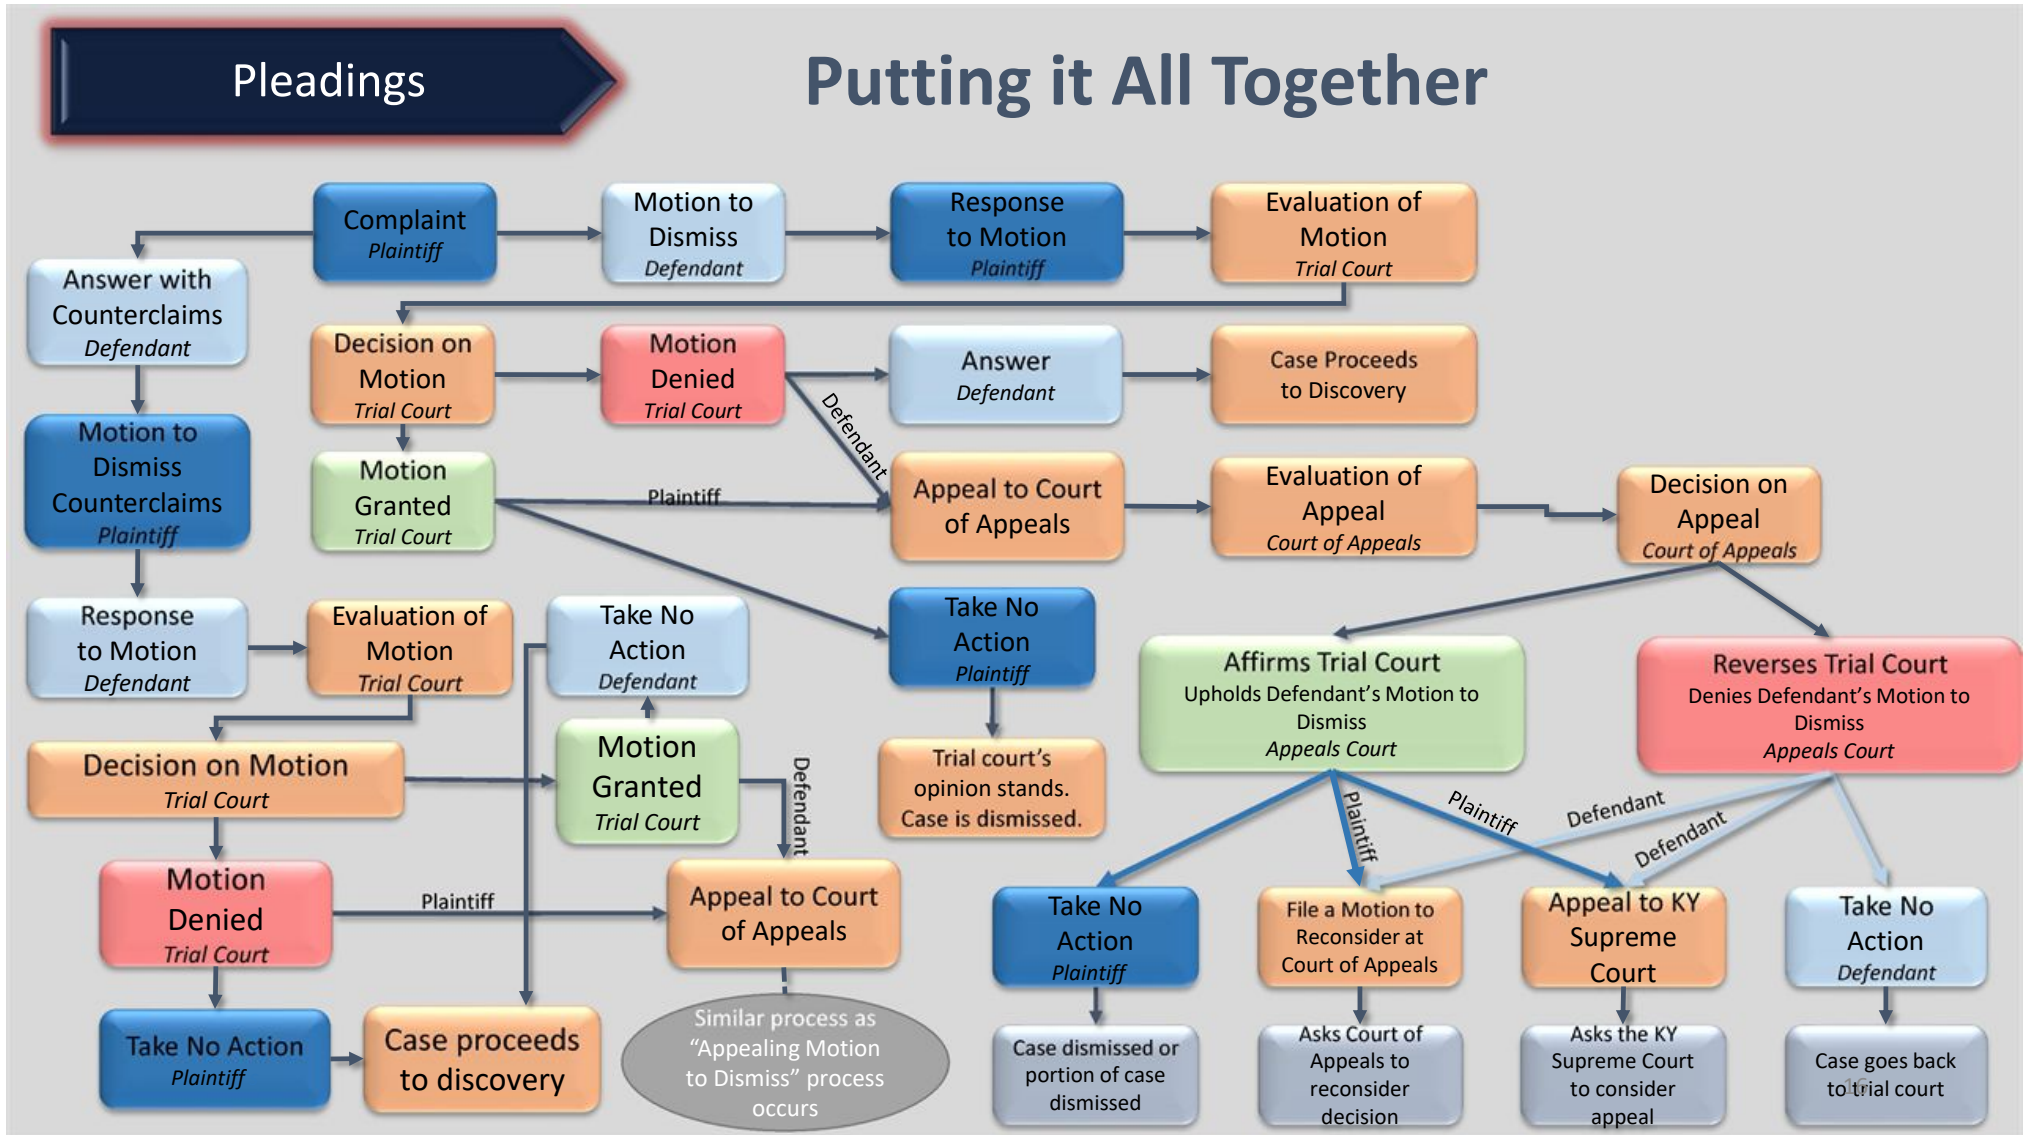 Pleadings
Putting it All Together
Complaint
Plaintiff
Motion to
Dismiss
Defendant
Response
to Motion
Plaintiff
Evaluation of
Motion
Trial Court
Answer with
Counterclaims
Defendant
Decision on
Motion
Trial Court
Motion
Denied
Trial Court
Answer
Defendant
Case Proceeds
to Discovery
Defendant
Motion to
Dismiss
Counterclaims
Plaintiff
Motion
Granted
Trial Court
Plaintiff
Appeal to Court
of Appeals
Evaluation of
Appeal
Court of Appeals
Decision on
Appeal
Court of Appeals
Response
to Motion
Defendant
Evaluation of
Motion
Trial Court
Take No
Action
Defendant
Take No
Action
Plaintiff
Affirms Trial Court
Upholds Defendant's Motion to
Dismiss
Appeals Court
Reverses Trial Court
Denies Defendant's Motion to
Dismiss
Appeals Court
Decision on Motion
Trial Court
Motion
Granted
Trial Court
Defendant
Trial court's
opinion stands.
Case is dismissed.
Plaintiff
Plaintiff
Defendant
Defendant
Motion
Denied
Trial Court
Plaintiff
Appeal to Court
of Appeals
Take No
Action
Plaintiff
File a Motion to
Reconsider at
Court of Appeals
Appeal to KY
Supreme
Court
Take No
Action
Defendant
Take No Action
Plaintiff
Case proceeds
to discovery
Similar process as
“Appealing Motion
to Dismiss” process
occurs
Case dismissed or
portion of case
dismissed
Asks Court of
Appeals to
reconsider
decision
Asks the KY
Supreme Court
to consider
appeal
Case goes back
to trial court
16